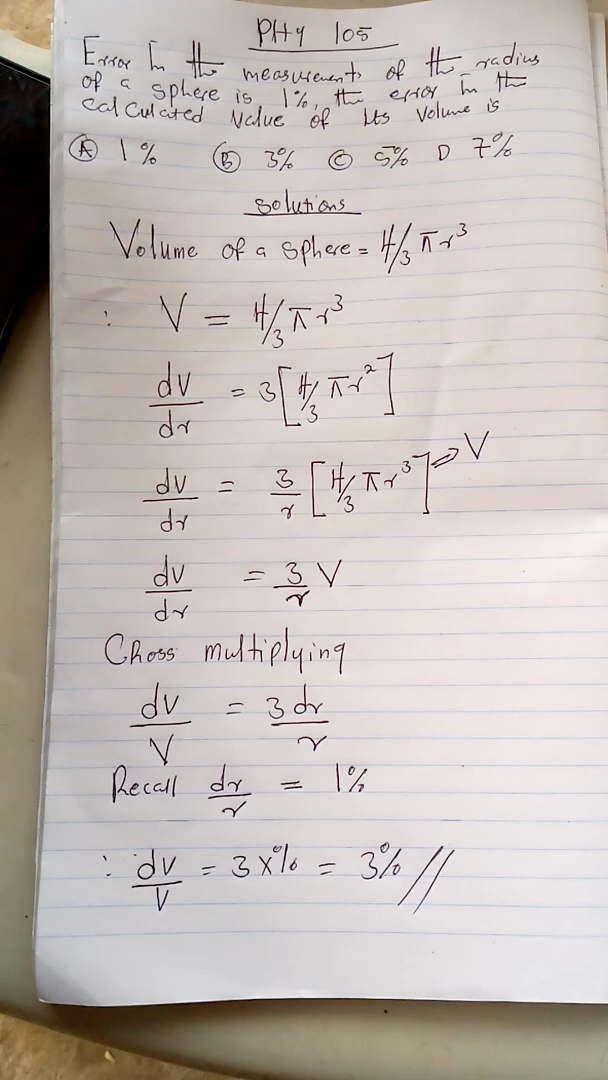 PHY 105
Error In the measurements of the radius
of a sphere is 1%, the error In the
calculated value of Its Volume is
Ⓐ 1% Ⓑ 3% Ⓒ 5% D 7%
solutions
Volume of a sphere = 4/3 πr³
: V = 4/3 πr³
dv/dr = 3[4/3 πr²]
dv/dr = 3/r [4/3 πr³] ⇒ V
dv/dr = 3/r V
Cross multiplying
dv/V = 3dr/r
Recall dr/r = 1%
: dv/V = 3x% = 3% //